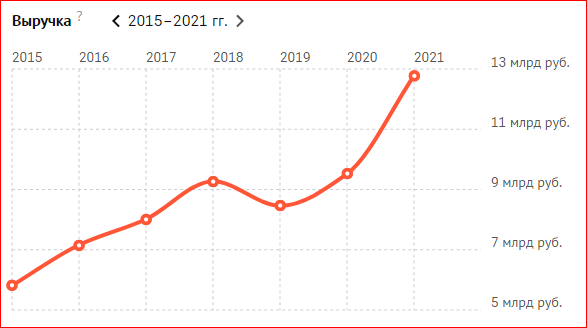 Выручка ? 2015–2021 гг.
2015 2016 2017 2018 2019 2020 2021
13 млрд руб.
11 млрд руб.
9 млрд руб.
7 млрд руб.
5 млрд руб.